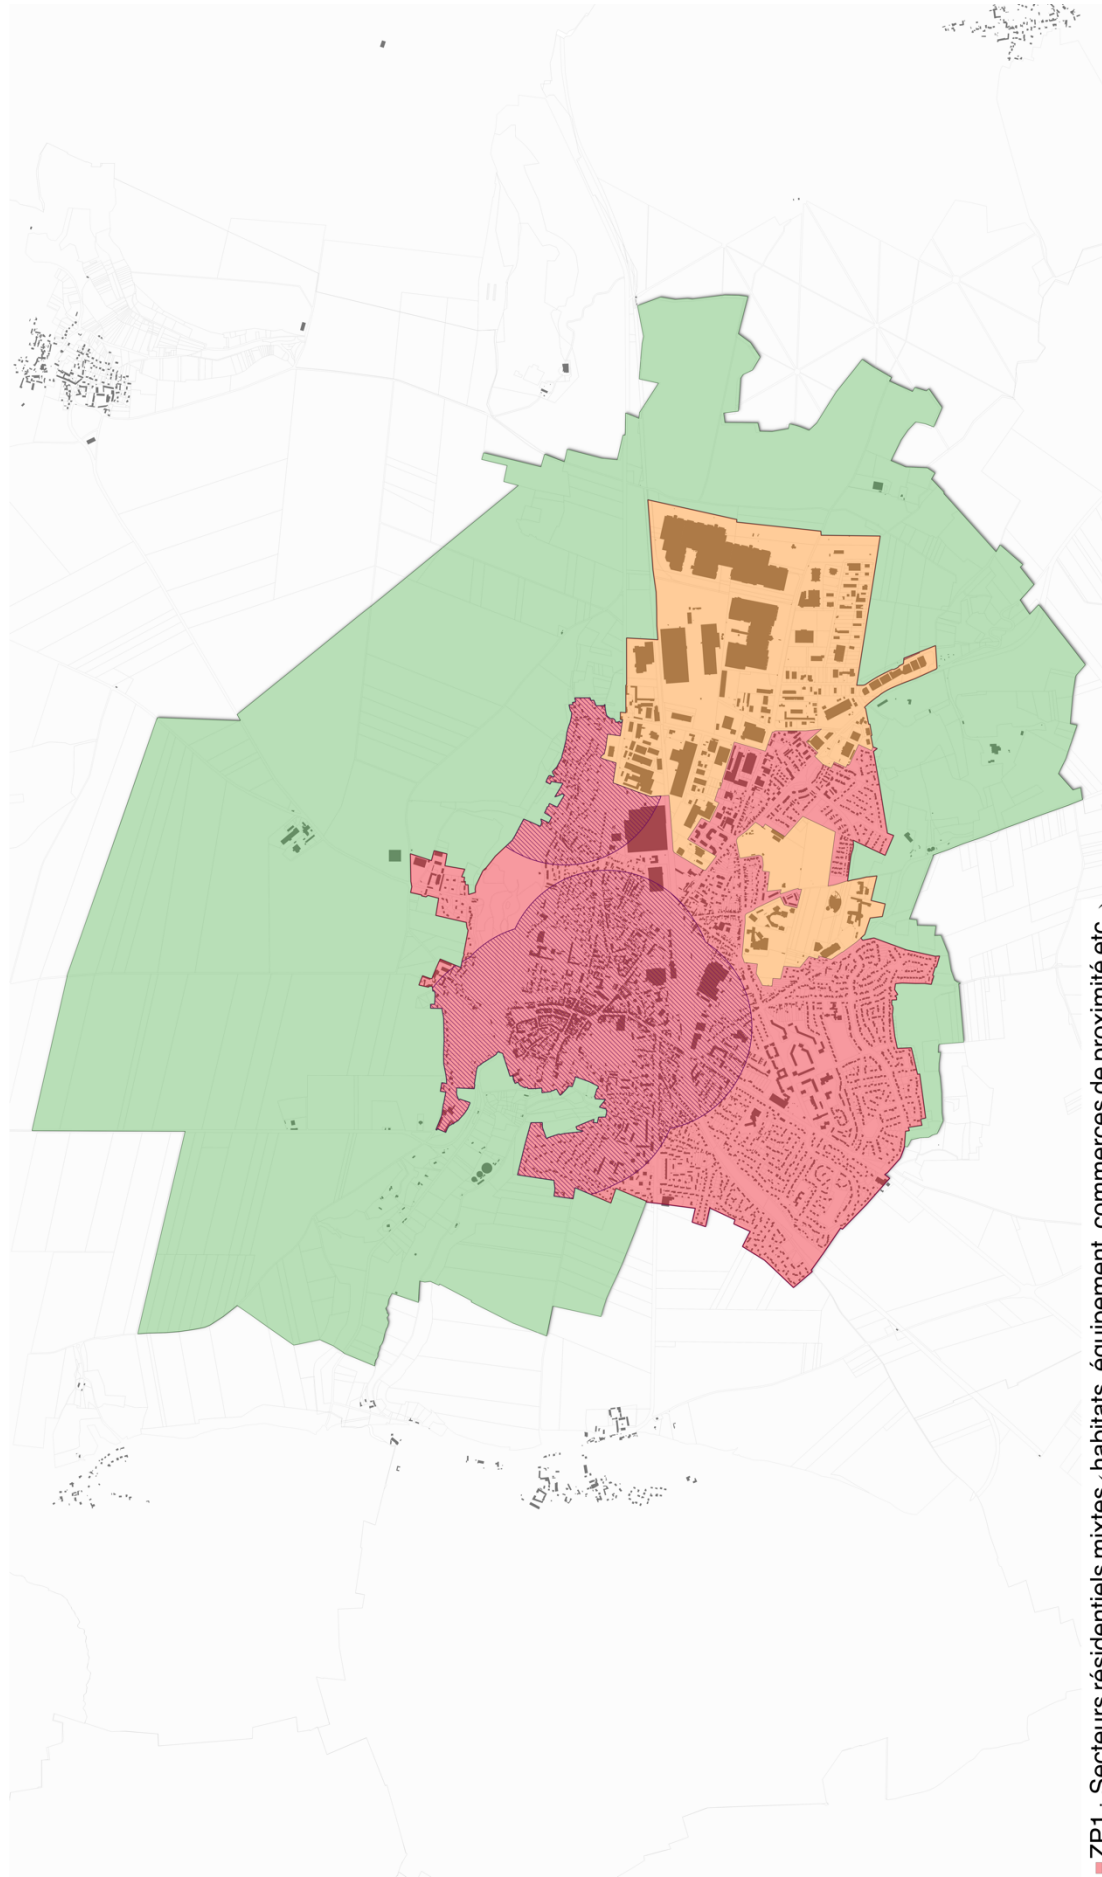 ZP1 : Secteurs résidentiels mixtes (habitats, équipement, commerces de proximité etc.)